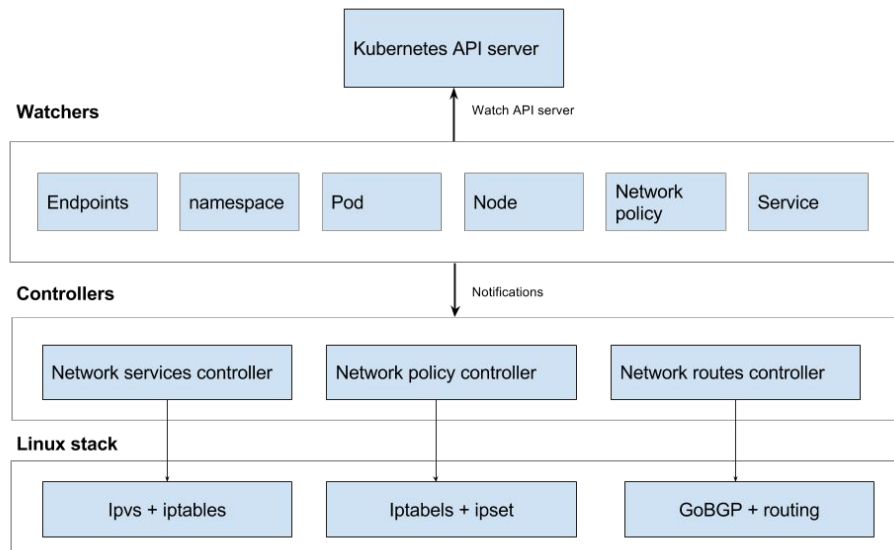 Kubernetes API server
Watchers
Watch API server
Endpoints
namespace
Pod
Node
Network
policy
Service
Controllers
Notifications
Network services controller
Network policy controller
Network routes controller
Linux stack
Ipvs + iptables
Iptabels + ipset
GoBGP + routing